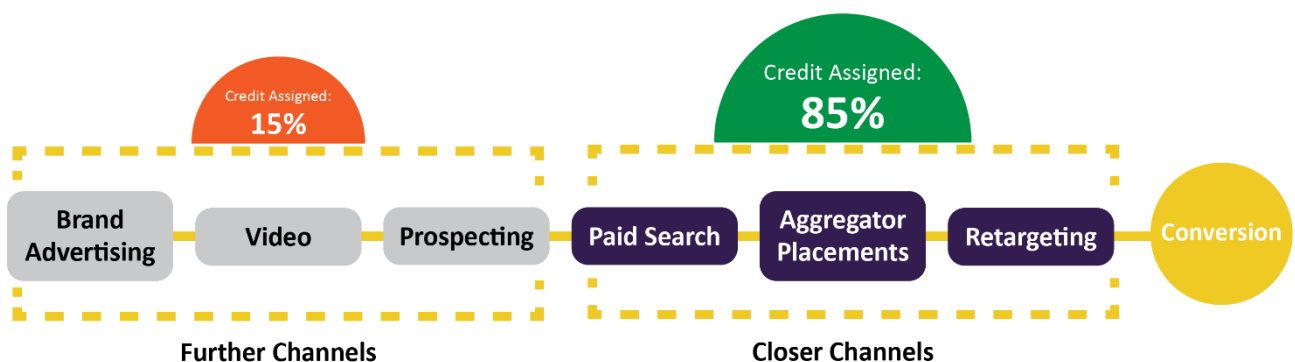 Credit Assigned:
15%
Credit Assigned:
85%
Brand
Advertising
Video
Prospecting
Paid Search
Aggregator
Placements
Retargeting
Conversion
Further Channels
Closer Channels